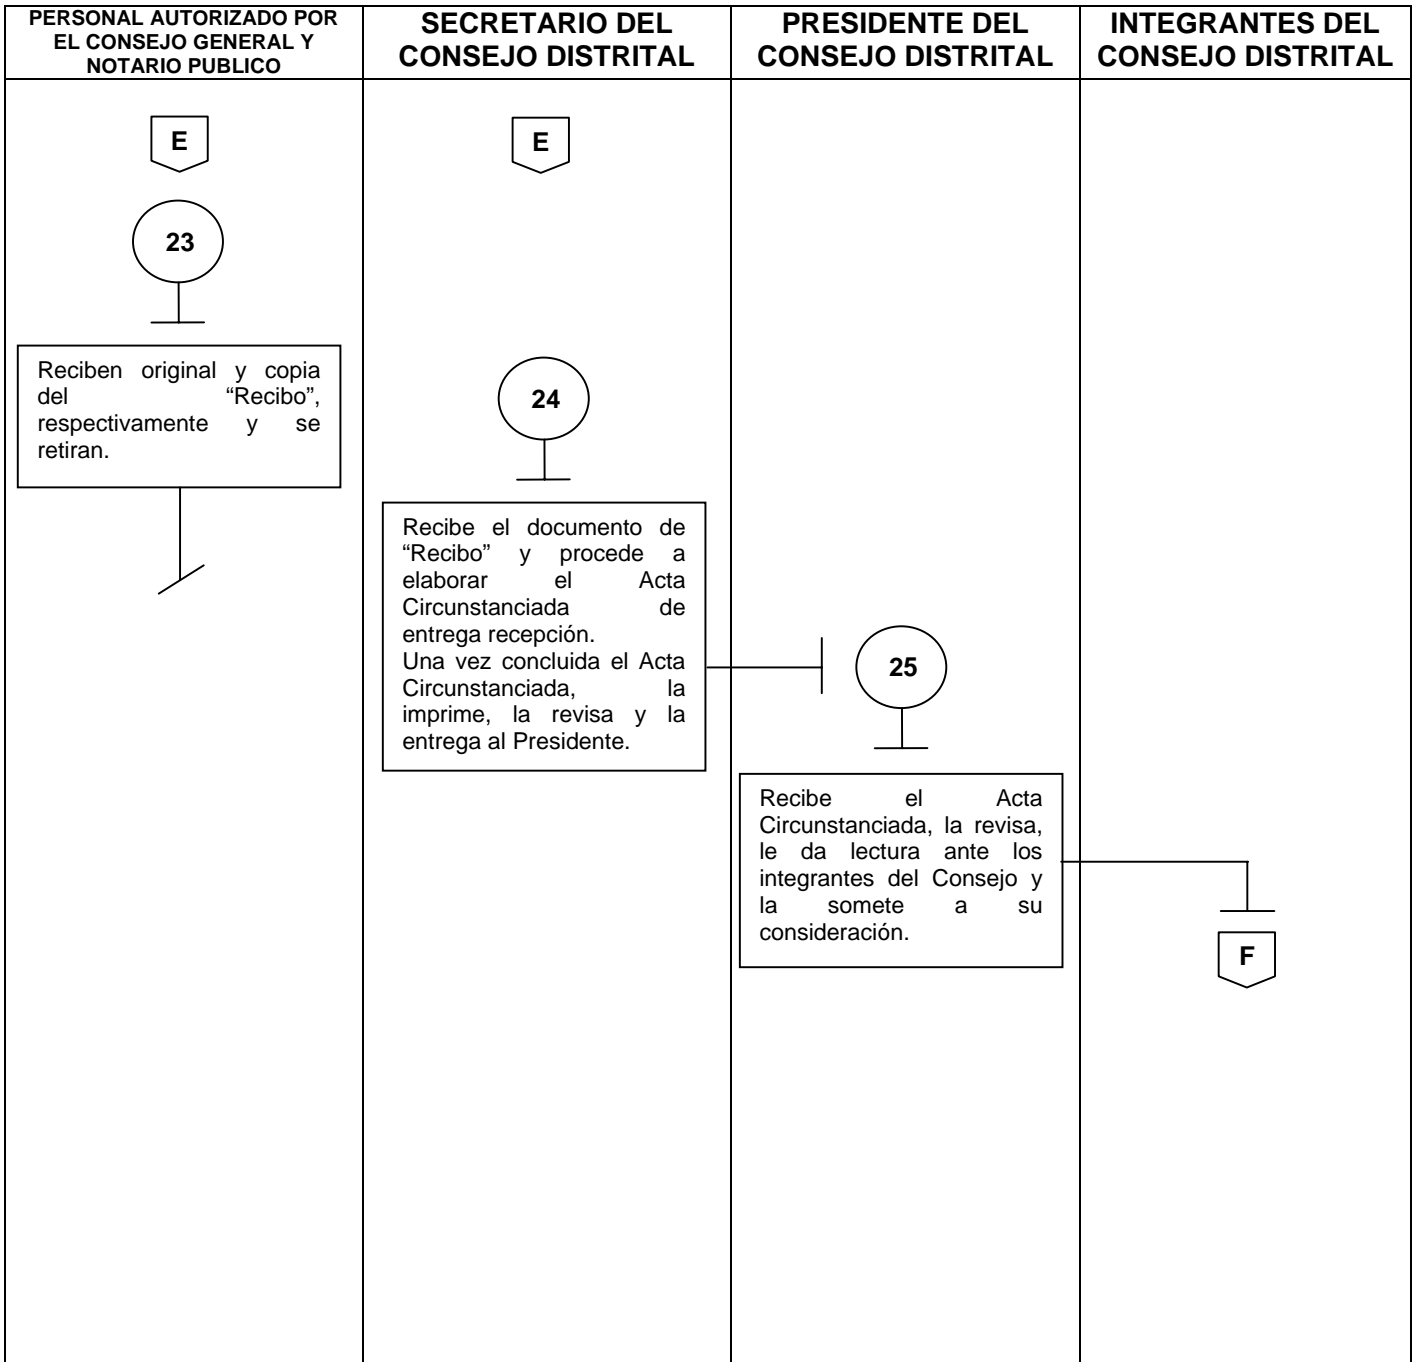 PERSONAL AUTORIZADO POR
EL CONSEJO GENERAL Y
NOTARIO PUBLICO
SECRETARIO DEL
CONSEJO DISTRITAL
PRESIDENTE DEL
CONSEJO DISTRITAL
INTEGRANTES DEL
CONSEJO DISTRITAL
E
E
23
Reciben original y copia
del “Recibo”,
respectivamente y se
retiran.
24
Recibe el documento de
“Recibo” y procede a
elaborar el Acta
Circunstanciada de
entrega recepción.
Una vez concluida el Acta
Circunstanciada, la
imprime, la revisa y la
entrega al Presidente.
25
Recibe el Acta
Circunstanciada, la revisa,
le da lectura ante los
integrantes del Consejo y
la somete a su
consideración.
F